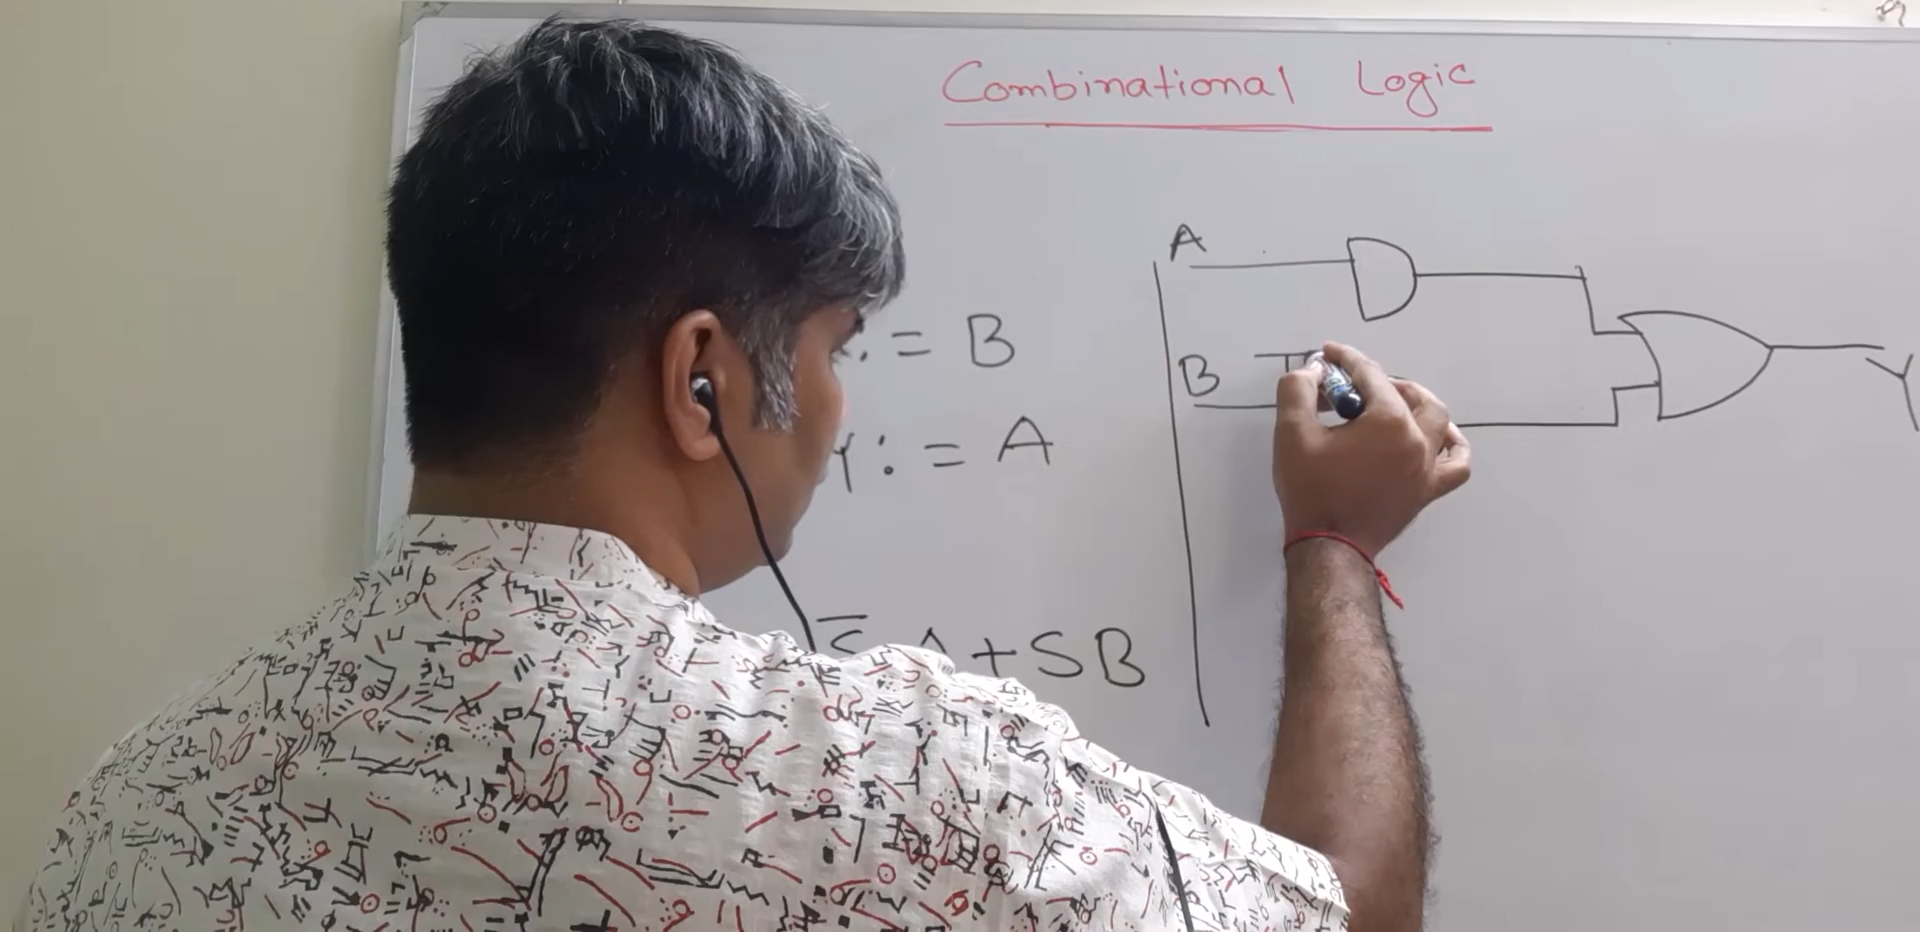 Combinational Logic
A
B
Y
:= B
Y := A
S A + SB